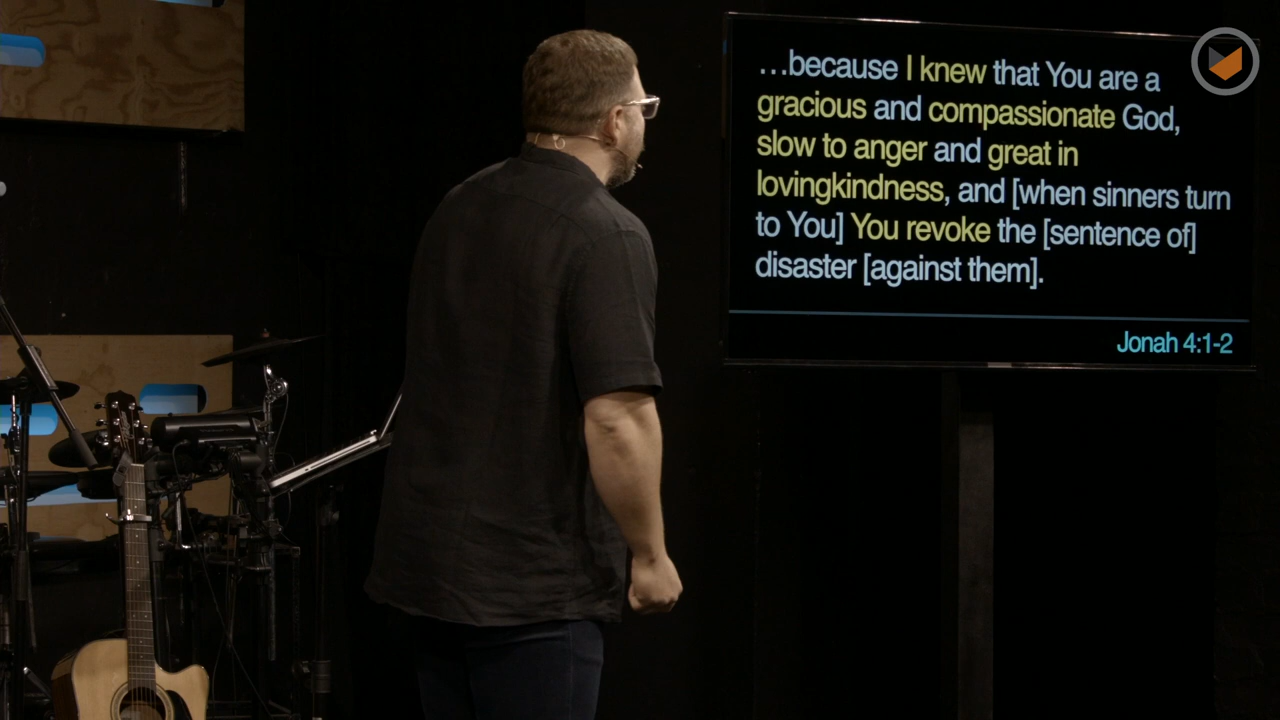 …because I knew that You are a
gracious and compassionate God,
slow to anger and great in
lovingkindness, and [when sinners turn
to You] You revoke the [sentence of]
disaster [against them].
Jonah 4:1-2